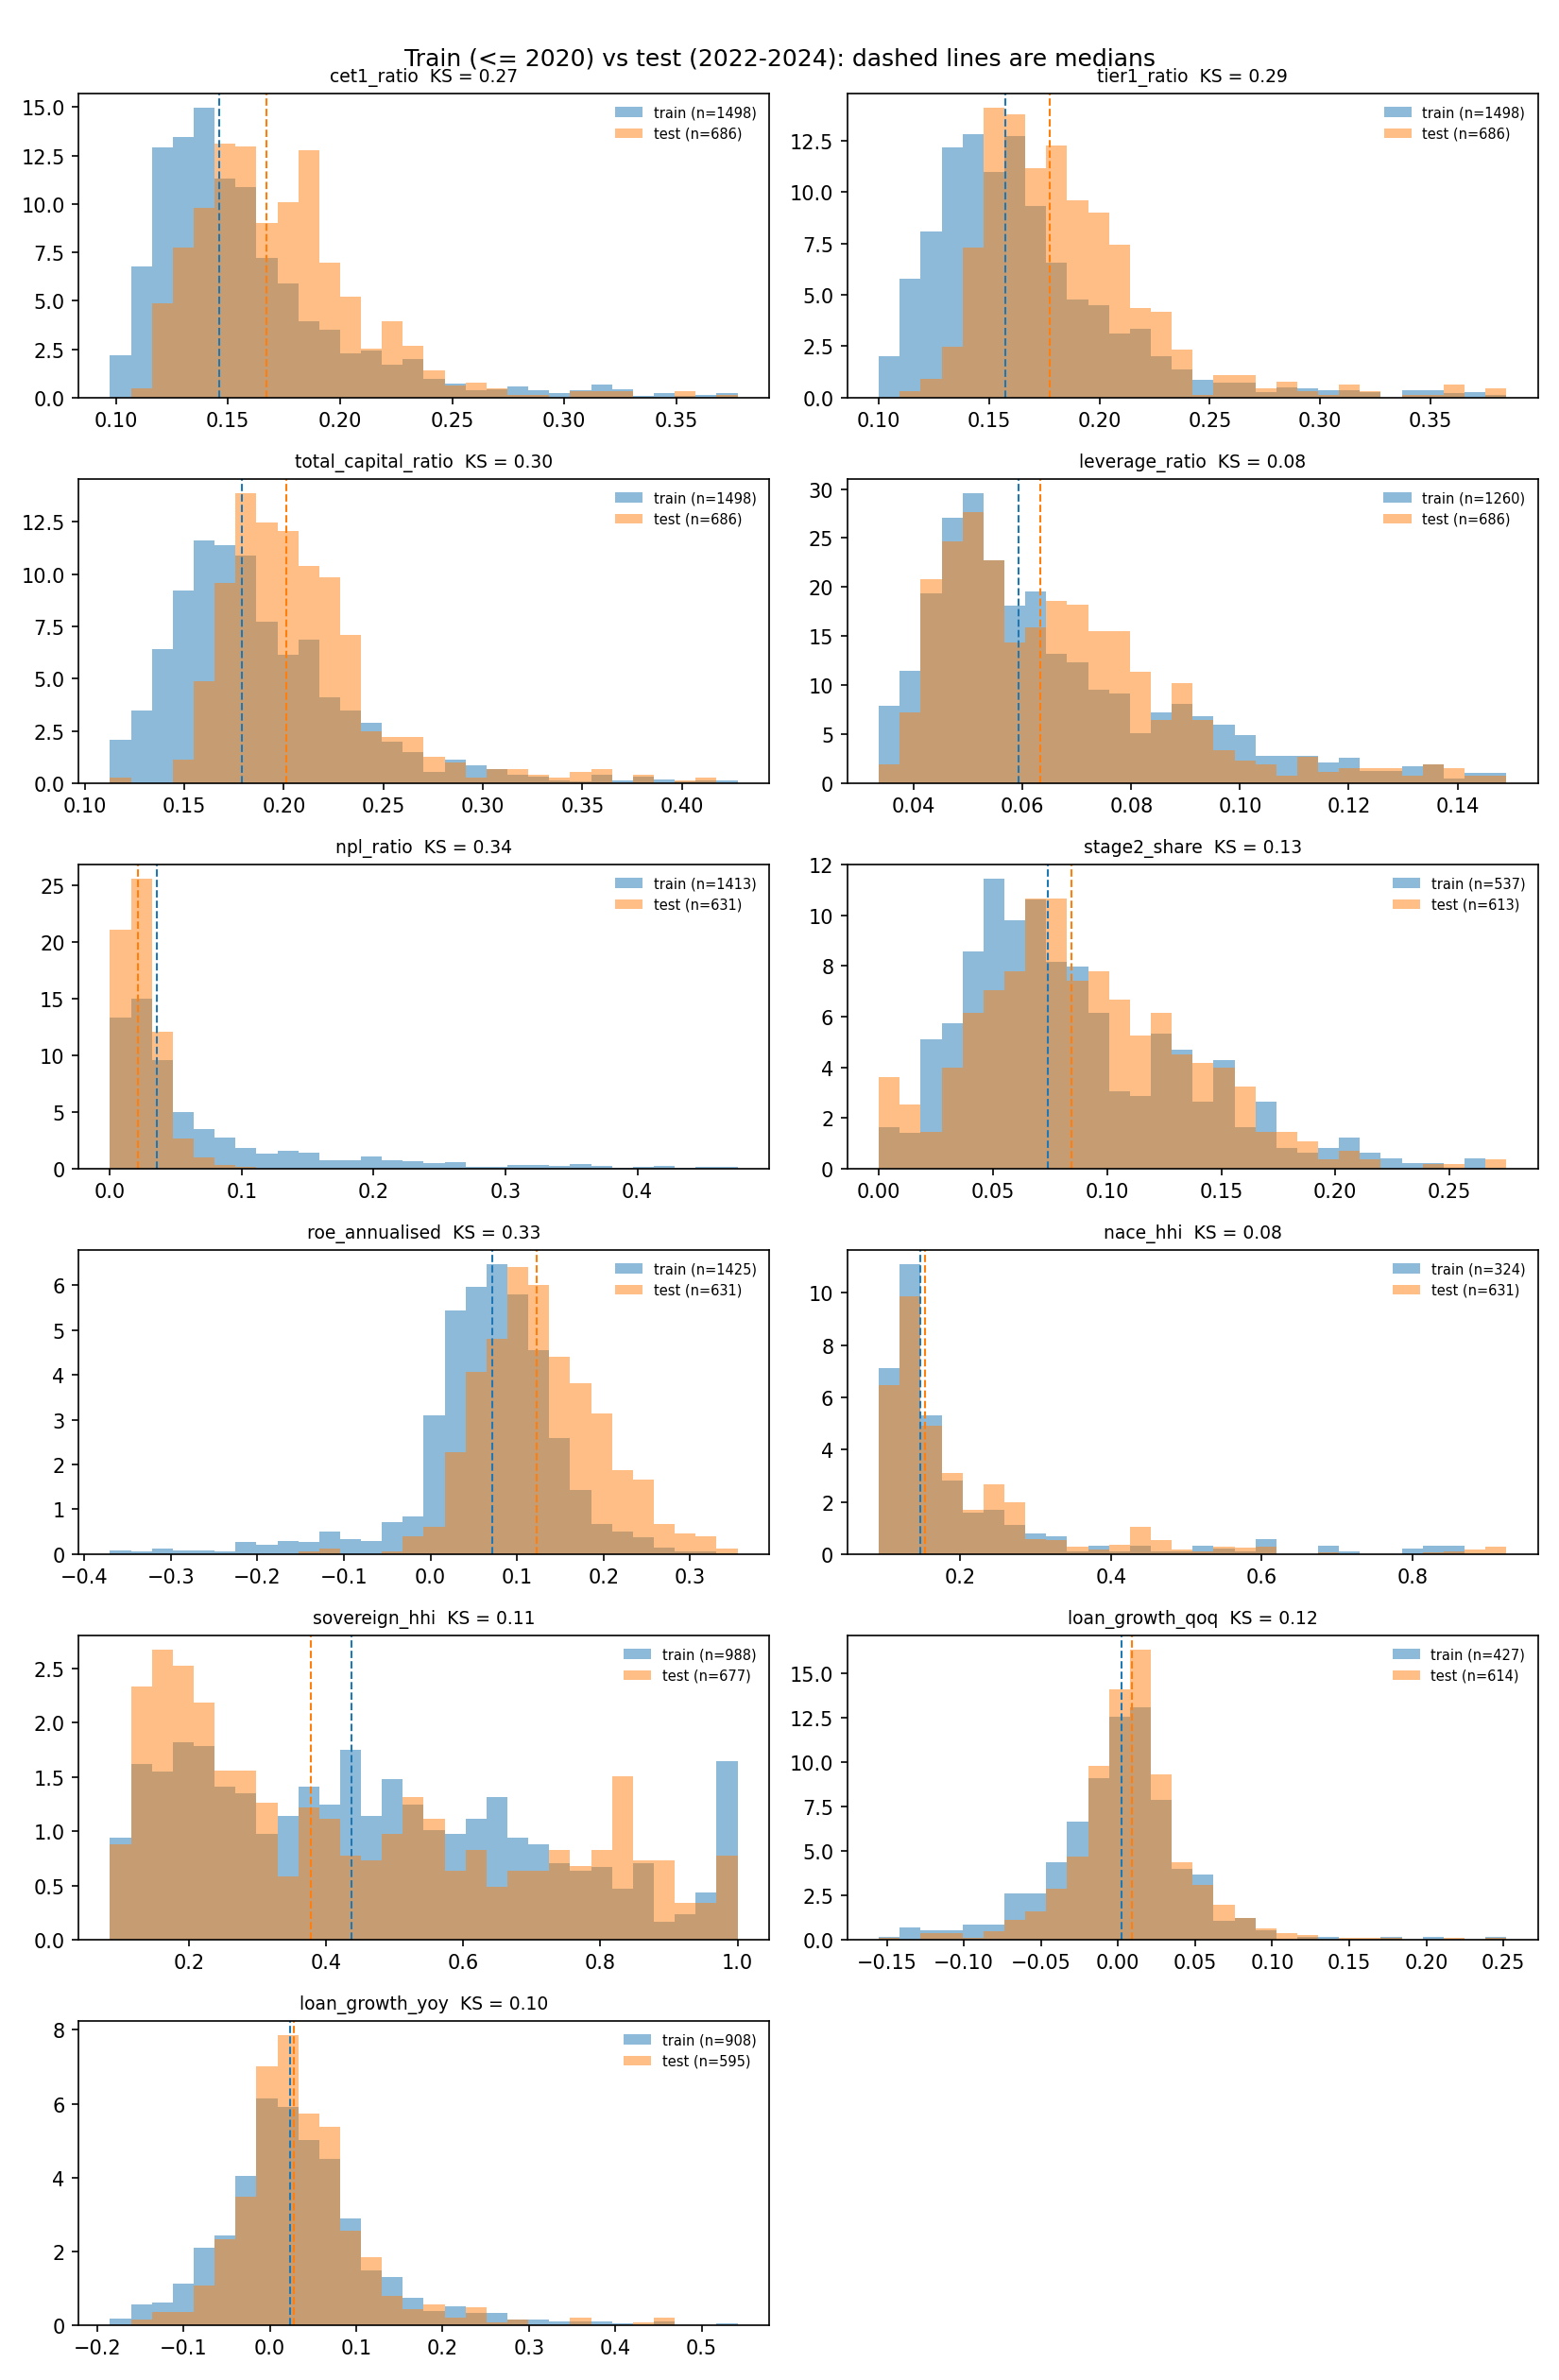 Train (<= 2020) vs test (2022-2024): dashed lines are medians
cet1_ratio  KS = 0.27
train (n=1498)
test (n=686)
15.0
12.5
10.0
7.5
5.0
2.5
0.0
0.10 0.15 0.20 0.25 0.30 0.35
tier1_ratio  KS = 0.29
train (n=1498)
test (n=686)
12.5
10.0
7.5
5.0
2.5
0.0
0.10 0.15 0.20 0.25 0.30 0.35
total_capital_ratio  KS = 0.30
train (n=1498)
test (n=686)
12.5
10.0
7.5
5.0
2.5
0.0
0.10 0.15 0.20 0.25 0.30 0.35 0.40
leverage_ratio  KS = 0.08
train (n=1260)
test (n=686)
30
25
20
15
10
5
0
0.04 0.06 0.08 0.10 0.12 0.14
npl_ratio  KS = 0.34
train (n=1413)
test (n=631)
25
20
15
10
5
0
0.0 0.1 0.2 0.3 0.4
stage2_share  KS = 0.13
train (n=537)
test (n=613)
12
10
8
6
4
2
0
0.00 0.05 0.10 0.15 0.20 0.25
roe_annualised  KS = 0.33
train (n=1425)
test (n=631)
6
5
4
3
2
1
0
−0.4 −0.3 −0.2 −0.1 0.0 0.1 0.2 0.3
nace_hhi  KS = 0.08
train (n=324)
test (n=631)
10
8
6
4
2
0
0.2 0.4 0.6 0.8
sovereign_hhi  KS = 0.11
train (n=988)
test (n=677)
2.5
2.0
1.5
1.0
0.5
0.0
0.2 0.4 0.6 0.8 1.0
loan_growth_qoq  KS = 0.12
train (n=427)
test (n=614)
15.0
12.5
10.0
7.5
5.0
2.5
0.0
−0.15 −0.10 −0.05 0.00 0.05 0.10 0.15 0.20 0.25
loan_growth_yoy  KS = 0.10
train (n=908)
test (n=595)
8
6
4
2
0
−0.2 −0.1 0.0 0.1 0.2 0.3 0.4 0.5